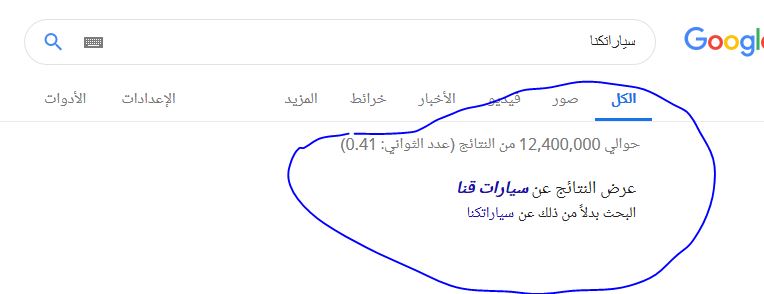 سياراتكنا
Google
الكل صور فيديو الأخبار خرائط المزيد الإعدادات الأدوات
حوالي 12,400,000 من النتائج (عدد الثواني: 0.41)
عرض النتائج عن سيارات قنا
البحث بدلاً من ذلك عن سياراتكنا